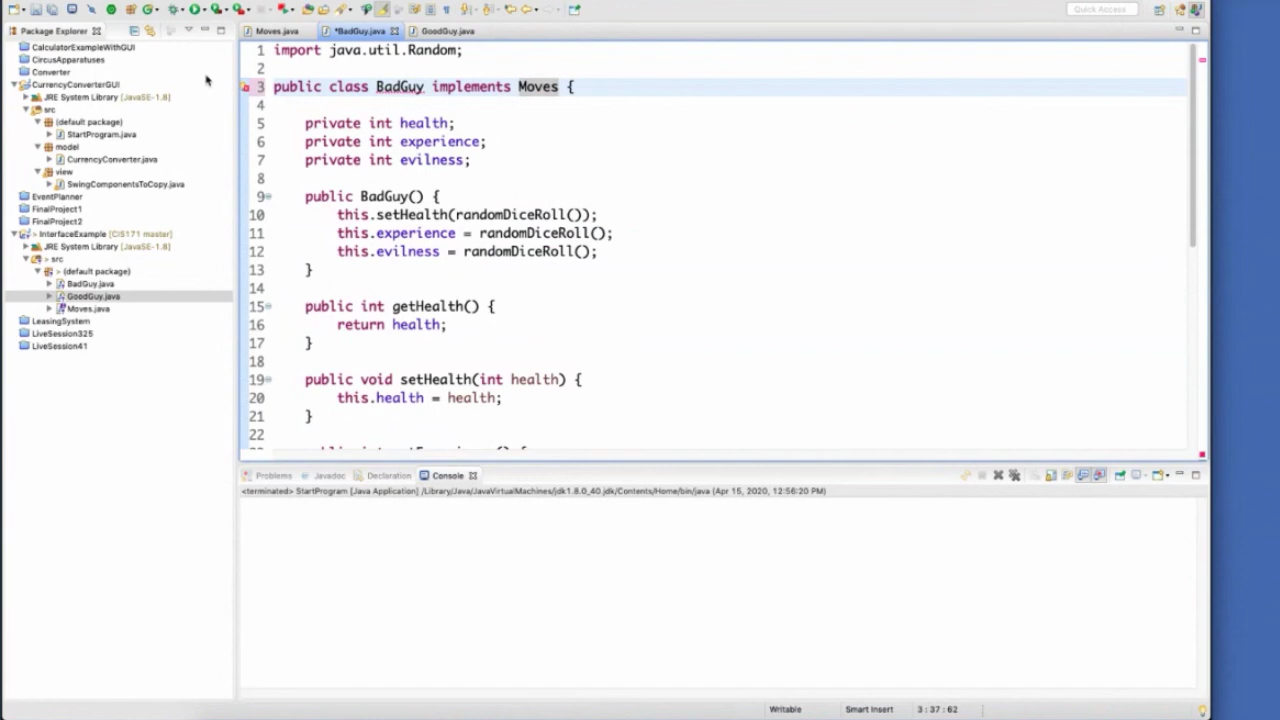 Quick Access
Package Explorer
CalculatorExampleWithGUI
CircusApparatuses
Converter
CurrencyConverterGUI
JRE System Library [JavaSE-1.8]
src
(default package)
StartProgram.java
model
CurrencyConverter.java
view
SwingComponentsToCopy.java
EventPlanner
FinalProject1
FinalProject2
> InterfaceExample [CIS171 master]
JRE System Library [JavaSE-1.8]
> src
> (default package)
BadGuy.java
GoodGuy.java
Moves.java
LeasingSystem
LiveSession325
LiveSession41
Moves.java
*BadGuy.java
GoodGuy.java
1 import java.util.Random;
2
3 public class BadGuy implements Moves {
4
5 private int health;
6 private int experience;
7 private int evilness;
8
9 public BadGuy() {
10 this.setHealth(randomDiceRoll());
11 this.experience = randomDiceRoll();
12 this.evilness = randomDiceRoll();
13 }
14
15 public int getHealth() {
16 return health;
17 }
18
19 public void setHealth(int health) {
20 this.health = health;
21 }
22
Problems
Javadoc
Declaration
Console
<terminated> StartProgram [Java Application] /Library/Java/JavaVirtualMachines/jdk1.8.0_40.jdk/Contents/Home/bin/java (Apr 15, 2020, 12:56:20 PM)
Writable
Smart Insert
3 : 37 : 62